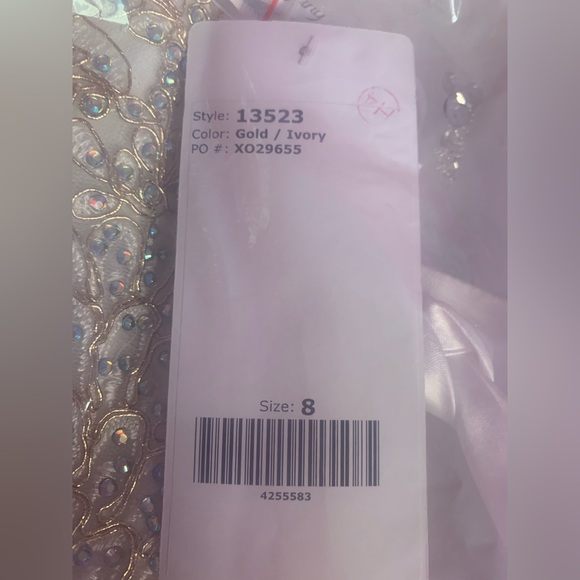 Style: 13523
Color: Gold / Ivory
PO #: XO29655
Size: 8
4255583